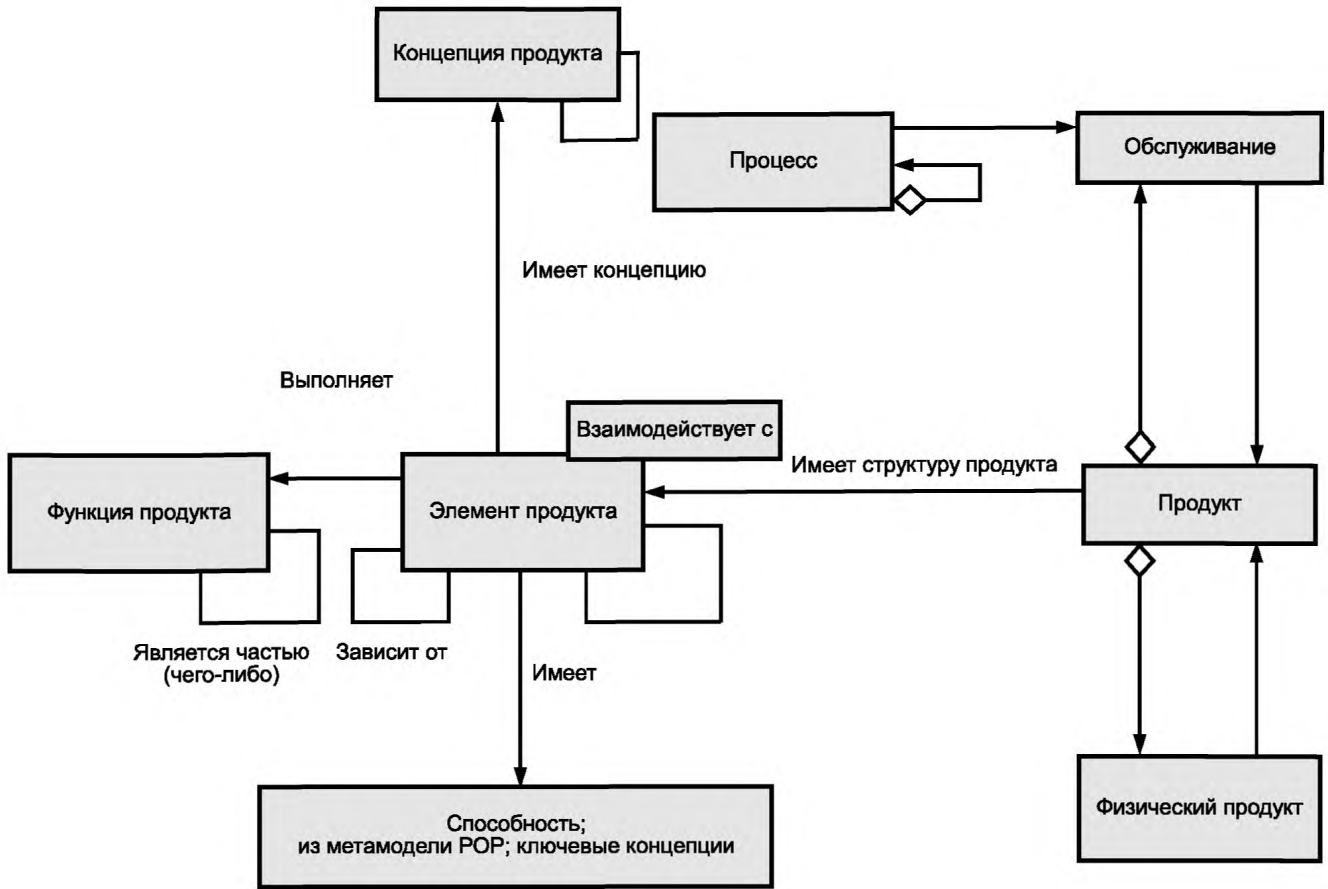 Концепция продукта
Процесс
Обслуживание
Имеет концепцию
Выполняет
Взаимодействует с
Имеет структуру продукта
Функция продукта
Элемент продукта
Продукт
Является частью
(чего-либо)
Зависит от
Имеет
Физический продукт
Способность;
из метамодели POP; ключевые концепции